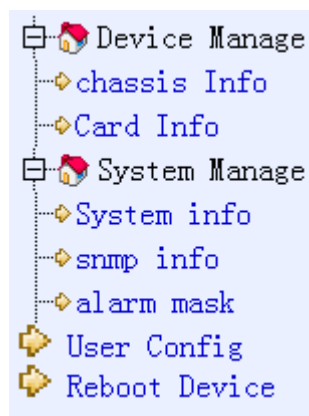 Device Manage
chassis Info
Card Info
System Manage
System info
snmp info
alarm mask
User Config
Reboot Device